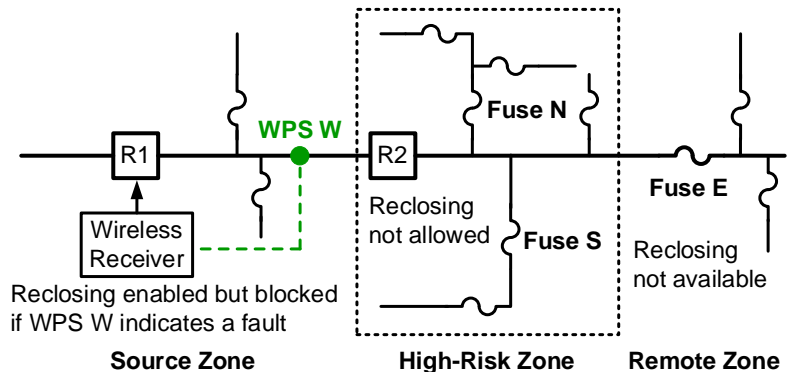 WPS W
Fuse N
R1
R2
Fuse E
Wireless
Receiver
Reclosing
not allowed
Fuse S
Reclosing
not available
Reclosing enabled but blocked
if WPS W indicates a fault
Source Zone
High-Risk Zone
Remote Zone